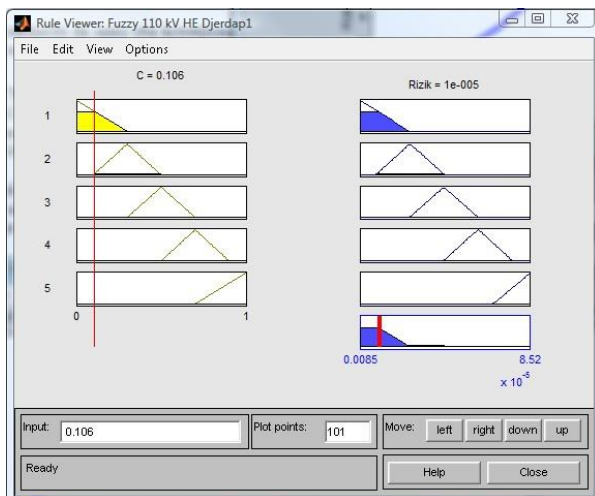 Rule Viewer: Fuzzy 110 kV HE Djerdap1
File Edit View Options
C = 0.106
Rizik = 1e-005
1
2
3
4
5
0 1
0.0085 8.52
x 10^-5
Input: 0.106
Plot points: 101
Move: left right down up
Ready
Help Close